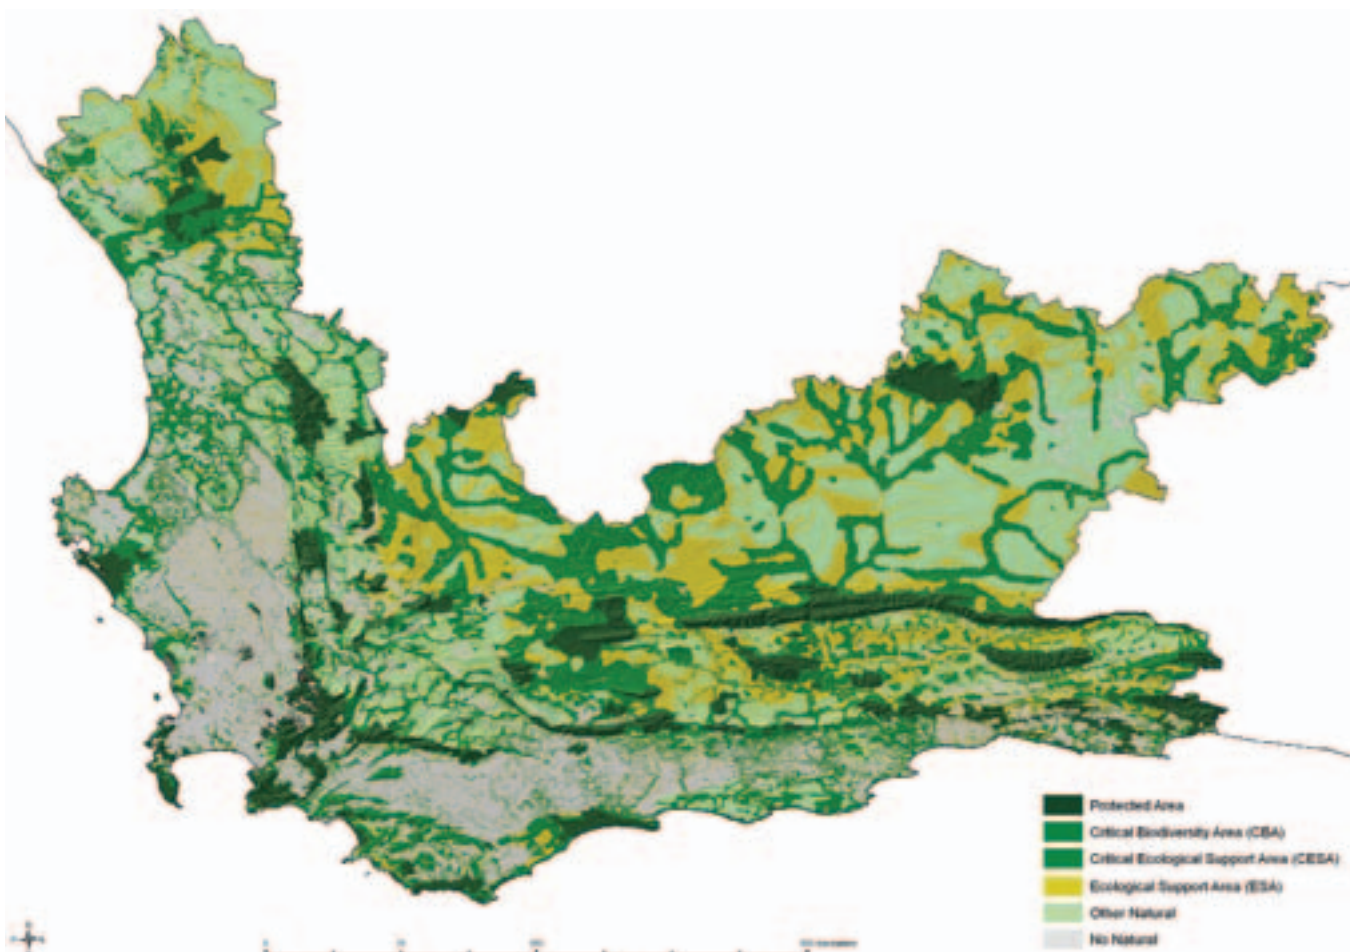 Protected Area
Critical Biodiversity Area (CBA)
Critical Ecological Support Area (CESA)
Ecological Support Area (ESA)
Other Natural
No Natural